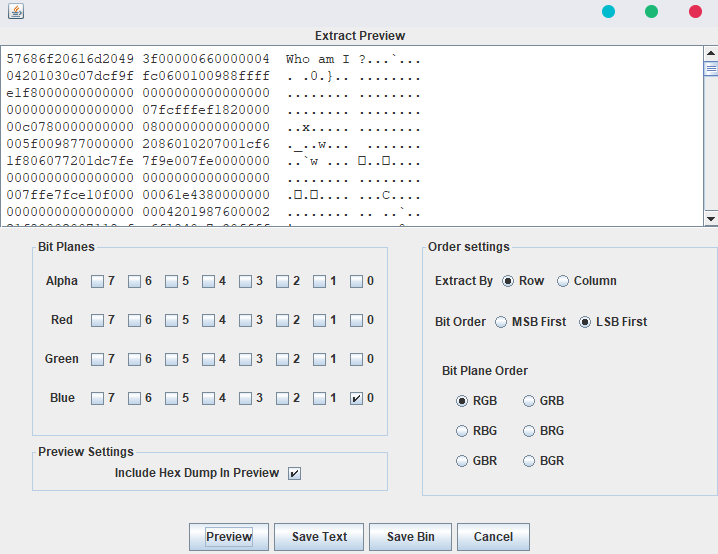 Extract Preview
57686f20616d2049 3f00000660000004 Who am I ?...`...
04201030c07dcf9f fc0600100988ffff . .0.}.. ........
e1f8000000000000 0000000000000000 ........ ........
0000000000000000 07fcfffef1820000 ........ ........
00c0780000000000 0800000000000000 ..x..... ........
005f009877000000 2086010207001cf6 ._..w... .......
1f806077201dc7fe 7f9e007fe0000000 ..`w ... □..□....
0000000000000000 0000000000000000 ........ ........
007ffe7fce10f000 00061e4380000000 .□.□.... ...C....
0000000000000000 0004201987600002 ........ .. ..`..
Bit Planes
Alpha 7 6 5 4 3 2 1 0
Red 7 6 5 4 3 2 1 0
Green 7 6 5 4 3 2 1 0
Blue 7 6 5 4 3 2 1 0
Preview Settings
Include Hex Dump In Preview
Order settings
Extract By Row Column
Bit Order MSB First LSB First
Bit Plane Order
RGB GRB
RBG BRG
GBR BGR
Preview Save Text Save Bin Cancel